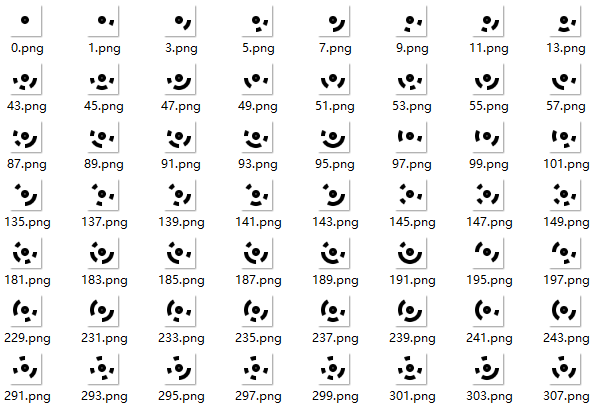 0.png 1.png 3.png 5.png 7.png 9.png 11.png 13.png
43.png 45.png 47.png 49.png 51.png 53.png 55.png 57.png
87.png 89.png 91.png 93.png 95.png 97.png 99.png 101.png
135.png 137.png 139.png 141.png 143.png 145.png 147.png 149.png
181.png 183.png 185.png 187.png 189.png 191.png 195.png 197.png
229.png 231.png 233.png 235.png 237.png 239.png 241.png 243.png
291.png 293.png 295.png 297.png 299.png 301.png 303.png 307.png